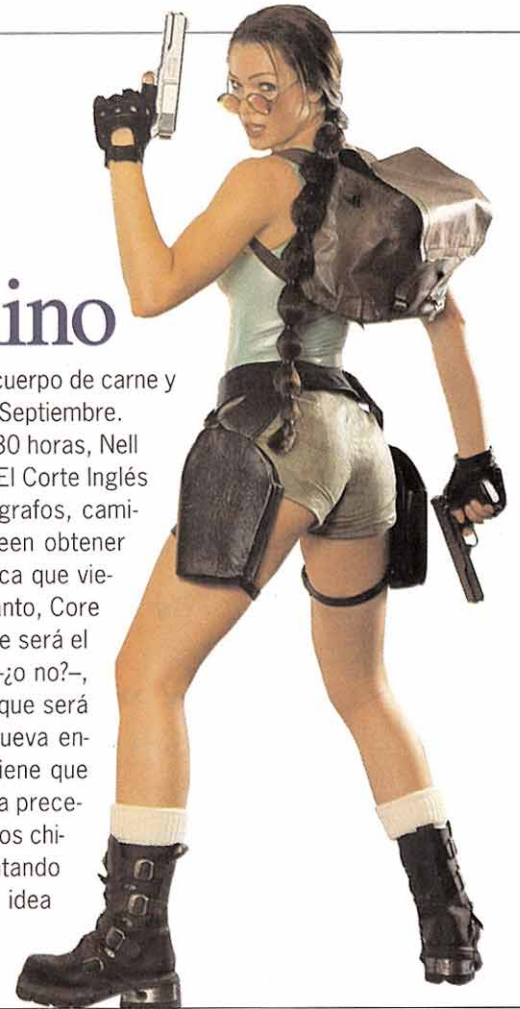 ino
cuerpo de carne y
Septiembre.
30 horas, Nell
El Corte Inglés
grafos, cami-
een obtener
ca que vie-
anto, Core
e será el
-¿o no?–,
que será
ueva en-
iene que
a prece-
os chi-
tando
idea